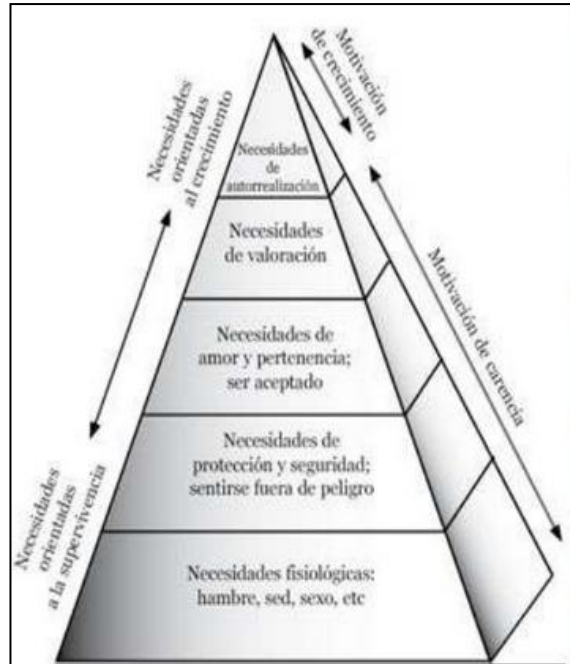 Motivación
de crecimiento
Necesidades
orientadas
al crecimiento
Necesidades
de
autorrealización
Necesidades
de valoración
Motivación de carencia
Necesidades de
amor y pertenencia;
ser aceptado
Necesidades de
protección y seguridad;
sentirse fuera de peligro
Necesidades
orientadas
a la supervivencia
Necesidades fisiológicas:
hambre, sed, sexo, etc